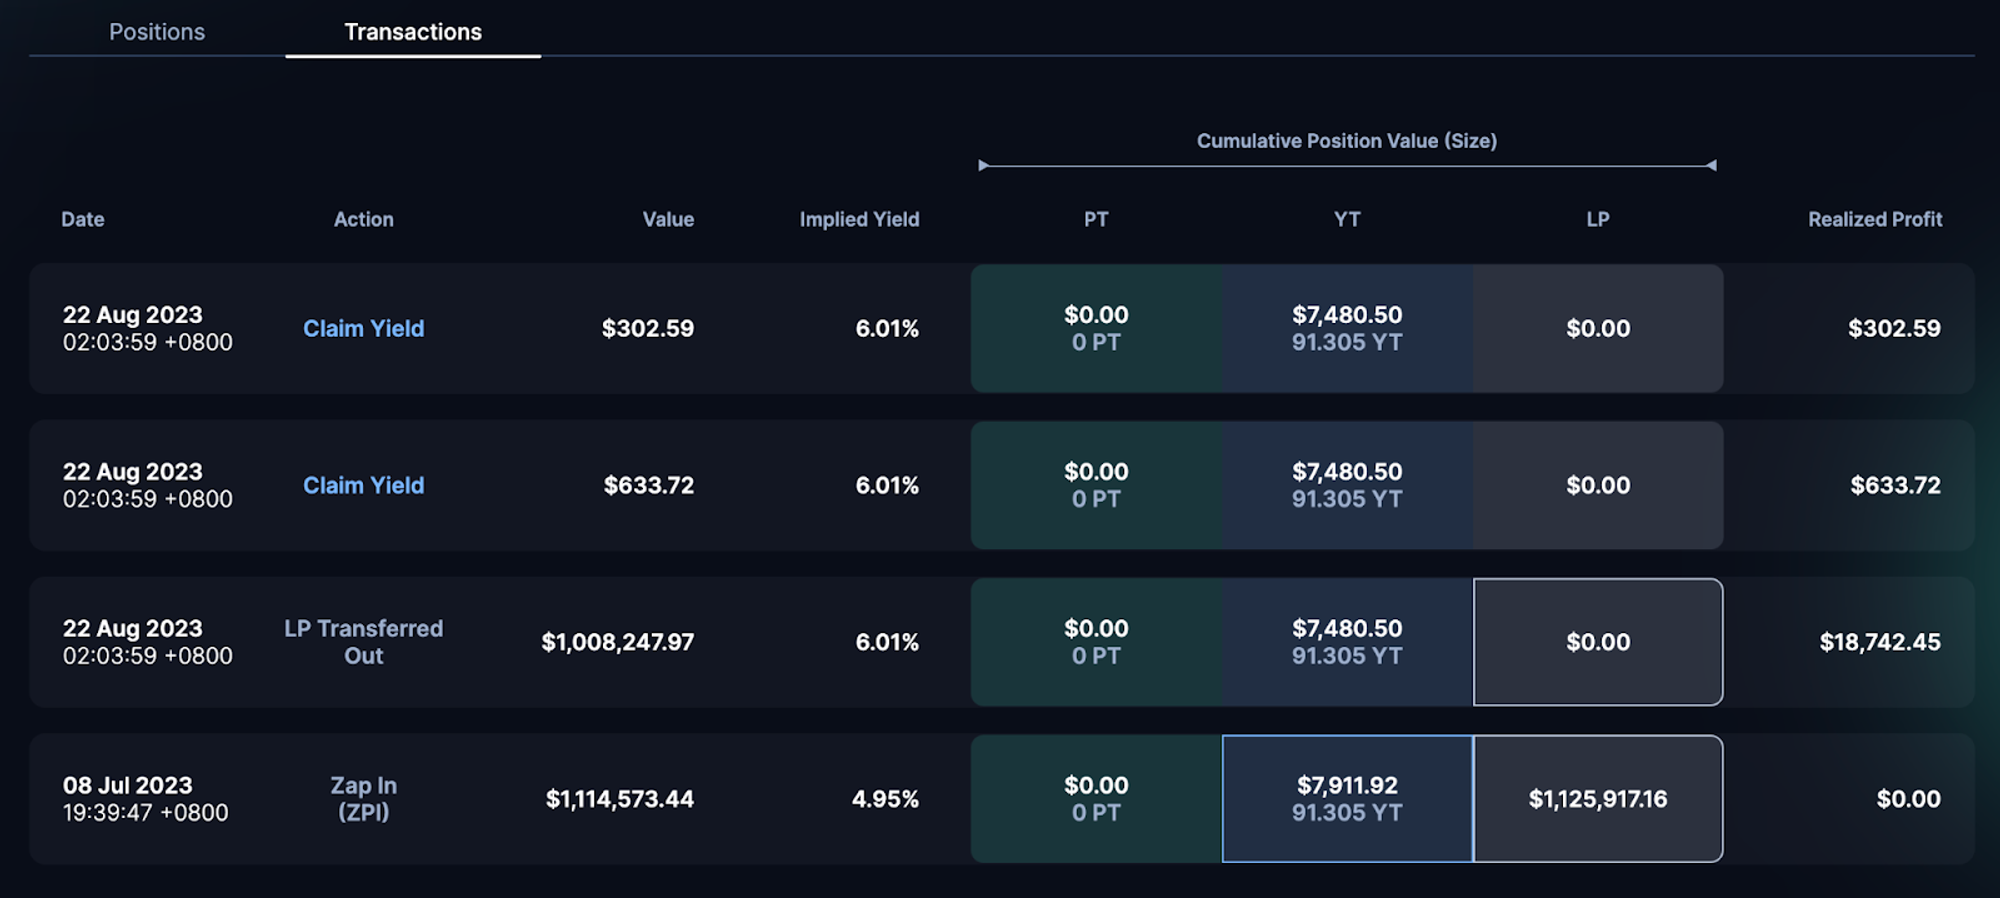 Positions
Transactions
Cumulative Position Value (Size)
Date Action Value Implied Yield PT YT LP Realized Profit
22 Aug 2023
02:03:59 +0800
Claim Yield
$302.59
6.01%
$0.00
0 PT
$7,480.50
91.305 YT
$0.00
$302.59
22 Aug 2023
02:03:59 +0800
Claim Yield
$633.72
6.01%
$0.00
0 PT
$7,480.50
91.305 YT
$0.00
$633.72
22 Aug 2023
02:03:59 +0800
LP Transferred
Out
$1,008,247.97
6.01%
$0.00
0 PT
$7,480.50
91.305 YT
$0.00
$18,742.45
08 Jul 2023
19:39:47 +0800
Zap In
(ZPI)
$1,114,573.44
4.95%
$0.00
0 PT
$7,911.92
91.305 YT
$1,125,917.16
$0.00